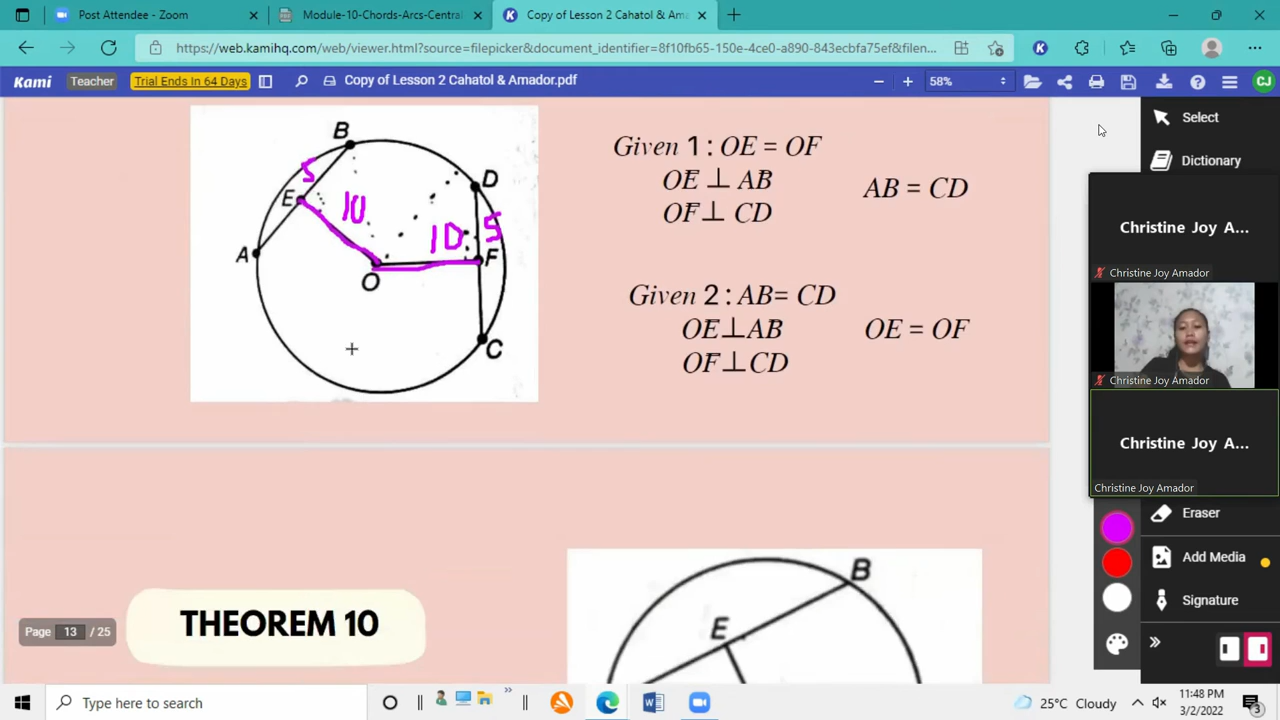 Post Attendee - Zoom
Module-10-Chords-Arcs-Central
Copy of Lesson 2 Cahatol & Ama
https://web.kamihq.com/web/viewer.html?source=filepicker&document_identifier=8f10fb65-150e-4ce0-a890-843ecbfa75ef&filen...
Kami
Teacher
Trial Ends In 64 Days
Copy of Lesson 2 Cahatol & Amador.pdf
58%
CJ
Select
Dictionary
B
D
E
A
O
F
C
5
10
10
5
Given 1 : OE = OF
OE ⊥ AB
OF ⊥ CD
AB = CD
Given 2 : AB= CD
OE⊥AB
OF⊥CD
OE = OF
Christine Joy A...
Christine Joy Amador
Christine Joy Amador
Christine Joy A...
Christine Joy Amador
Eraser
Add Media
Signature
THEOREM 10
B
E
Page 13 / 25
Type here to search
25°C Cloudy
11:48 PM
3/2/2022
3